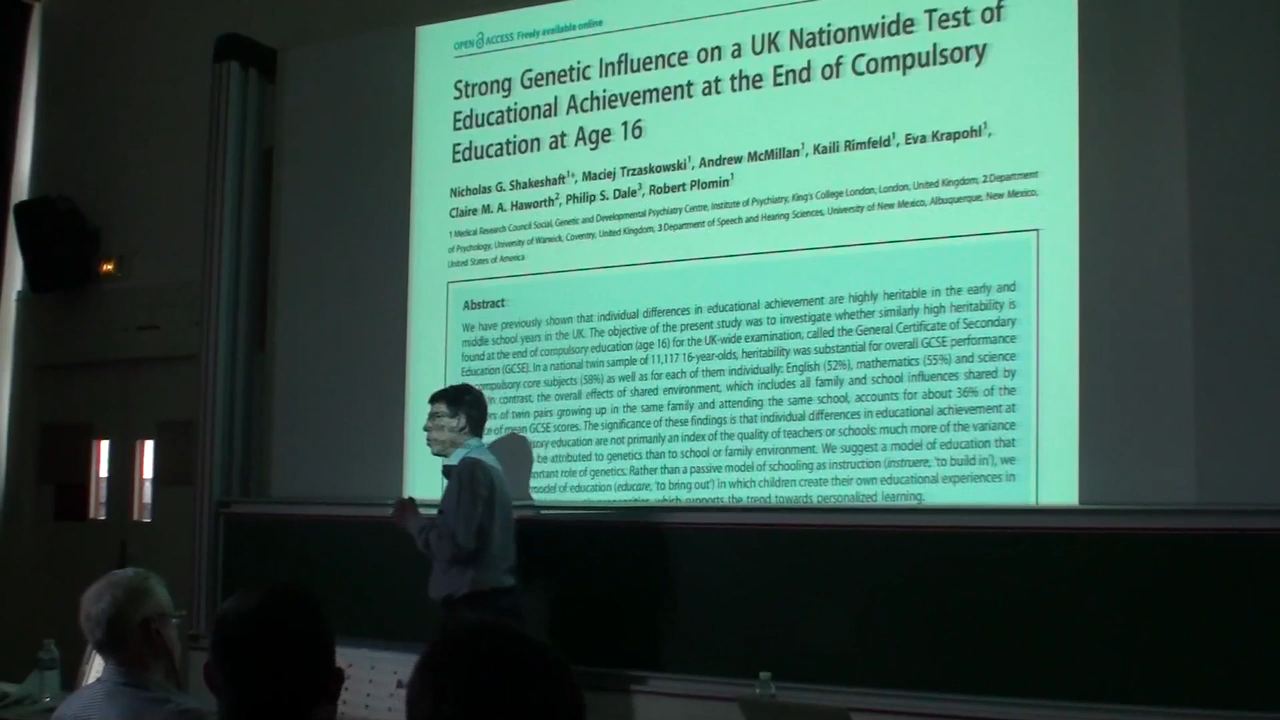 OPEN ACCESS Freely available online
Strong Genetic Influence on a UK Nationwide Test of
Educational Achievement at the End of Compulsory
Education at Age 16
Nicholas G. Shakeshaft1*, Maciej Trzaskowski1, Andrew McMillan1, Kaili Rimfeld1, Eva Krapohl1,
Claire M. A. Haworth2, Philip S. Dale3, Robert Plomin1
1 Medical Research Council Social, Genetic and Developmental Psychiatry Centre, Institute of Psychiatry, King's College London, London, United Kingdom, 2 Department
of Psychology, University of Warwick, Coventry, United Kingdom, 3 Department of Speech and Hearing Sciences, University of New Mexico, Albuquerque, New Mexico,
United States of America
Abstract
We have previously shown that individual differences in educational achievement are highly heritable in the early and
middle school years in the UK. The objective of the present study was to investigate whether similarly high heritability is
found at the end of compulsory education (age 16) for the UK-wide examination, called the General Certificate of Secondary
Education (GCSE). In a national twin sample of 11,117 16-year-olds, heritability was substantial for overall GCSE performance
compulsory core subjects (58%) as well as for each of them individually: English (52%), mathematics (55%) and science
contrast, the overall effects of shared environment, which includes all family and school influences shared by
of twin pairs growing up in the same family and attending the same school, accounts for about 36% of the
of mean GCSE scores. The significance of these findings is that individual differences in educational achievement at
education are not primarily an index of the quality of teachers or schools: much more of the variance
be attributed to genetics than to school or family environment. We suggest a model of education that
role of genetics. Rather than a passive model of schooling as instruction (instruere, 'to build in'), we
model of education (educare, 'to bring out') in which children create their own educational experiences in
which supports the trend towards personalized learning.